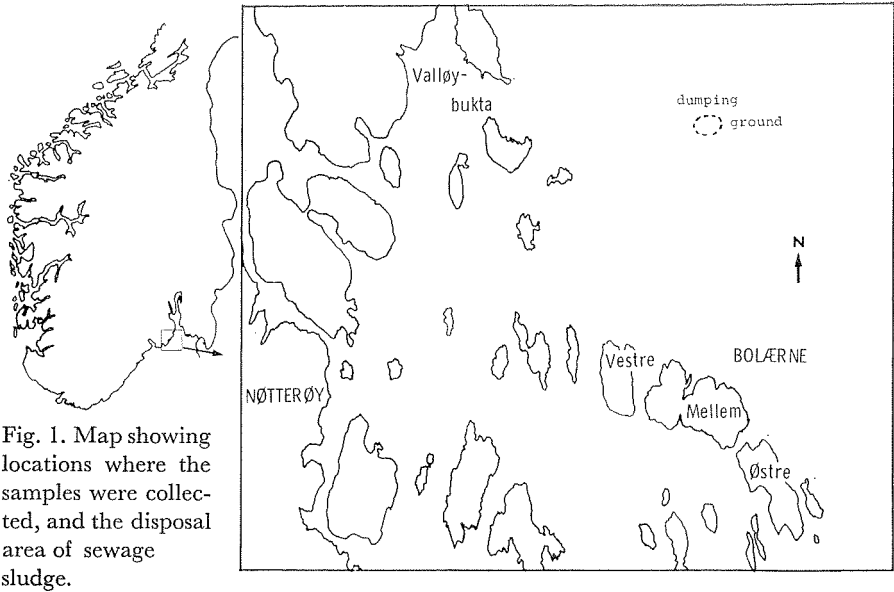 Valløy-
bukta
dumping
ground
N
Vestre
BOLÆRNE
NØTTERØY
Mellem
Østre
Fig. 1. Map showing
locations where the
samples were collec-
ted, and the disposal
area of sewage
sludge.